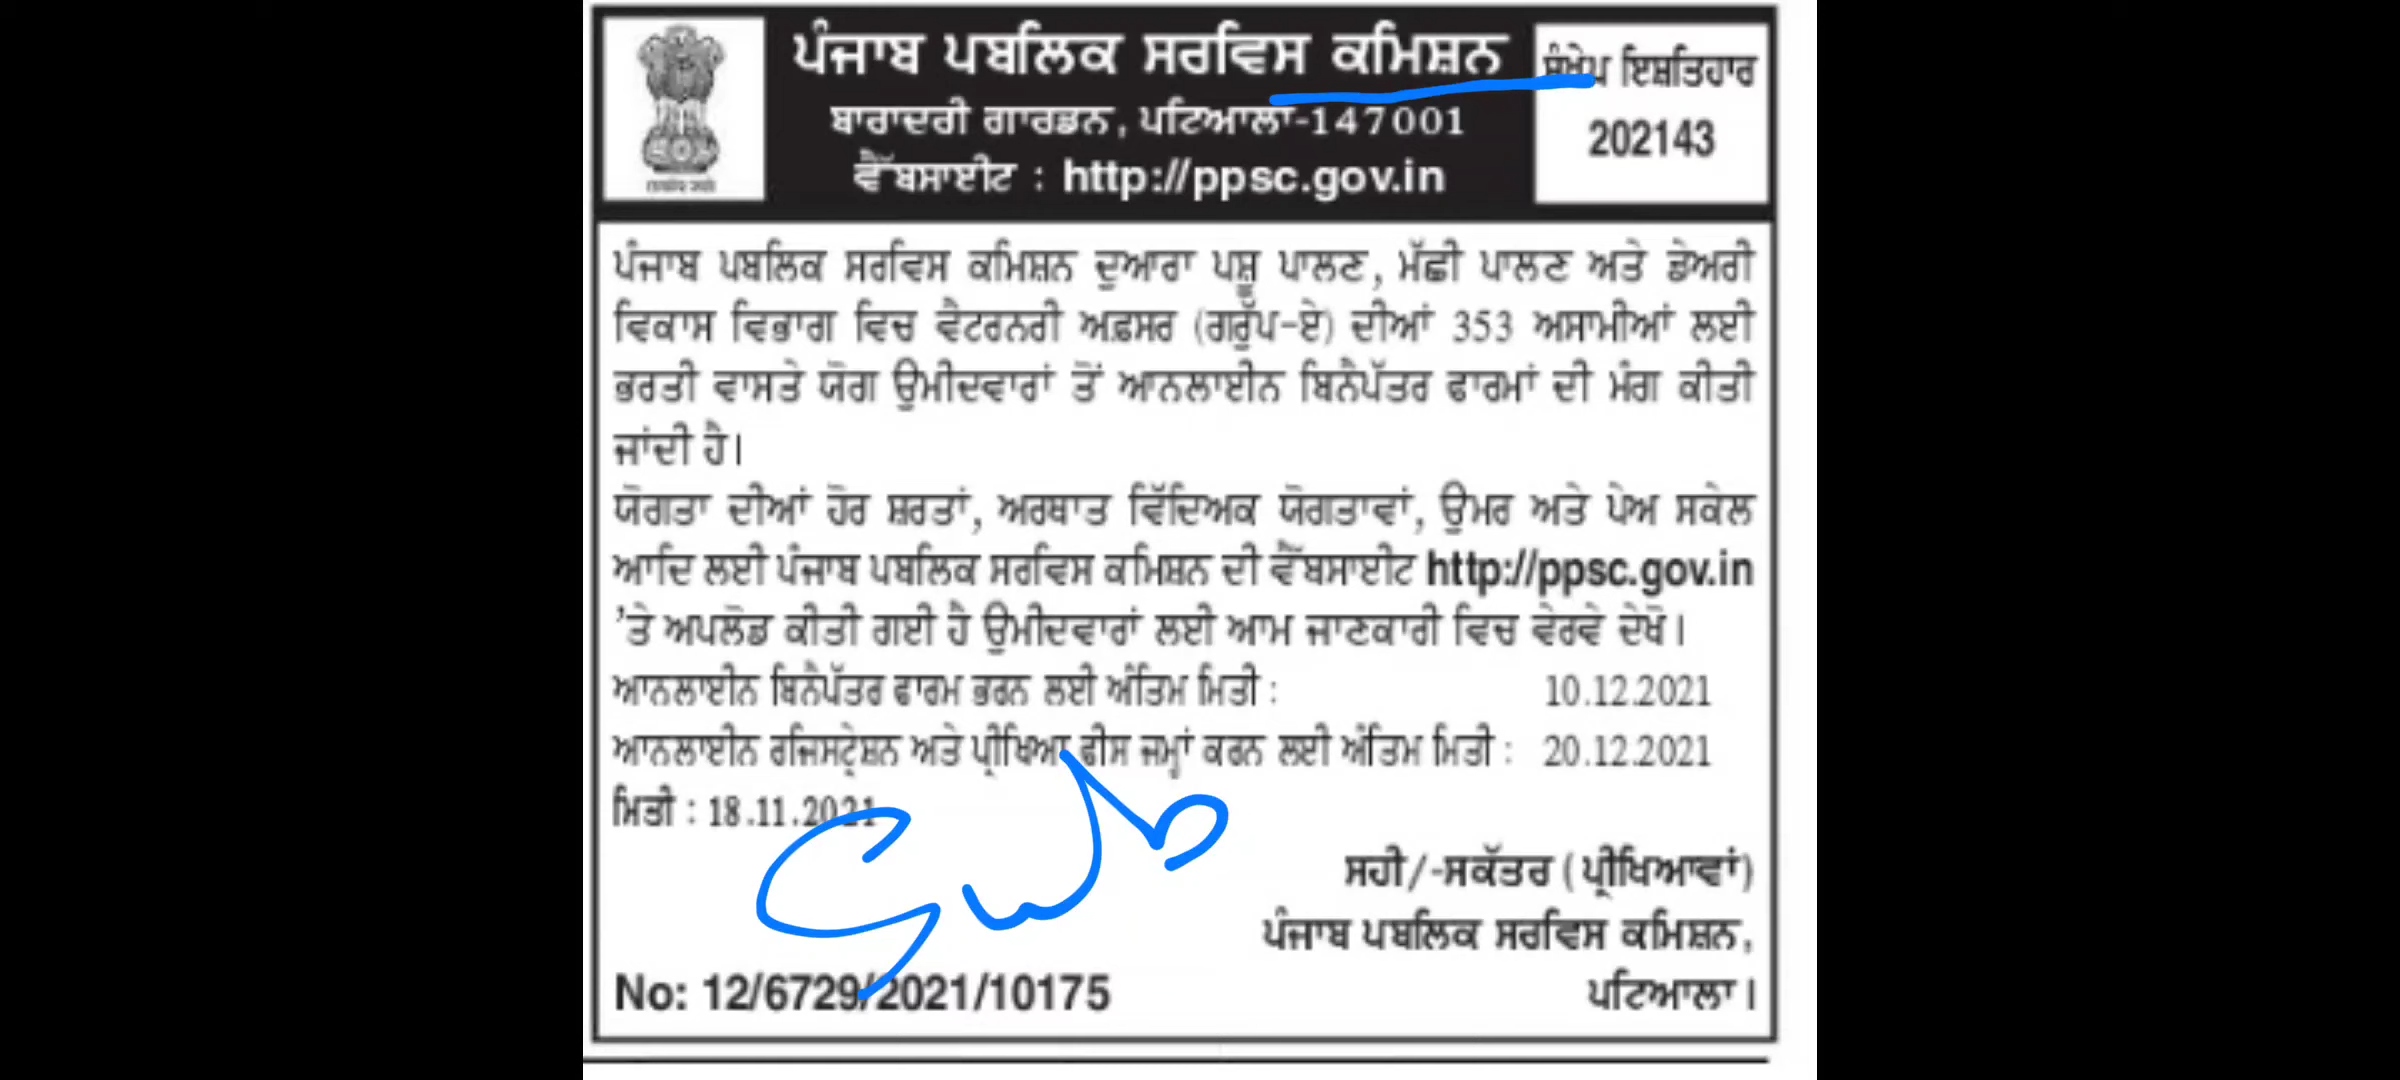 ਪੰਜਾਬ ਪਬਲਿਕ ਸਰਵਿਸ ਕਮਿਸ਼ਨ
ਬਾਰਾਦਰੀ ਗਾਰਡਨ, ਪਟਿਆਲਾ-147001
ਵੈੱਬਸਾਈਟ : http://ppsc.gov.in
ਸੰਖੇਪ ਇਸ਼ਤਿਹਾਰ
202143
ਪੰਜਾਬ ਪਬਲਿਕ ਸਰਵਿਸ ਕਮਿਸ਼ਨ ਦੁਆਰਾ ਪਸ਼ੂ ਪਾਲਣ, ਮੱਛੀ ਪਾਲਣ ਅਤੇ ਡੇਅਰੀ
ਵਿਕਾਸ ਵਿਭਾਗ ਵਿਚ ਵੈਟਰਨਰੀ ਅਫ਼ਸਰ (ਗਰੁੱਪ-ਏ) ਦੀਆਂ 353 ਅਸਾਮੀਆਂ ਲਈ
ਭਰਤੀ ਵਾਸਤੇ ਯੋਗ ਉਮੀਦਵਾਰਾਂ ਤੋਂ ਆਨਲਾਈਨ ਬਿਨੈਪੱਤਰ ਫਾਰਮਾਂ ਦੀ ਮੰਗ ਕੀਤੀ
ਜਾਂਦੀ ਹੈ।
ਯੋਗਤਾ ਦੀਆਂ ਹੋਰ ਸ਼ਰਤਾਂ, ਅਰਥਾਤ ਵਿੱਦਿਅਕ ਯੋਗਤਾਵਾਂ, ਉਮਰ ਅਤੇ ਪੇਅ ਸਕੇਲ
ਆਦਿ ਲਈ ਪੰਜਾਬ ਪਬਲਿਕ ਸਰਵਿਸ ਕਮਿਸ਼ਨ ਦੀ ਵੈੱਬਸਾਈਟ http://ppsc.gov.in
'ਤੇ ਅਪਲੋਡ ਕੀਤੀ ਗਈ ਹੈ ਉਮੀਦਵਾਰਾਂ ਲਈ ਆਮ ਜਾਣਕਾਰੀ ਵਿਚ ਵੇਰਵੇ ਦੇਖੋ।
ਆਨਲਾਈਨ ਬਿਨੈਪੱਤਰ ਫਾਰਮ ਭਰਨ ਲਈ ਅੰਤਿਮ ਮਿਤੀ : 10.12.2021
ਆਨਲਾਈਨ ਰਜਿਸਟ੍ਰੇਸ਼ਨ ਅਤੇ ਪ੍ਰੀਖਿਆ ਫੀਸ ਜਮ੍ਹਾਂ ਕਰਨ ਲਈ ਅੰਤਿਮ ਮਿਤੀ : 20.12.2021
ਮਿਤੀ : 18.11.2021
ਸਹੀ/-ਸਕੱਤਰ (ਪ੍ਰੀਖਿਆਵਾਂ)
ਪੰਜਾਬ ਪਬਲਿਕ ਸਰਵਿਸ ਕਮਿਸ਼ਨ,
No: 12/6729/2021/10175 ਪਟਿਆਲਾ।